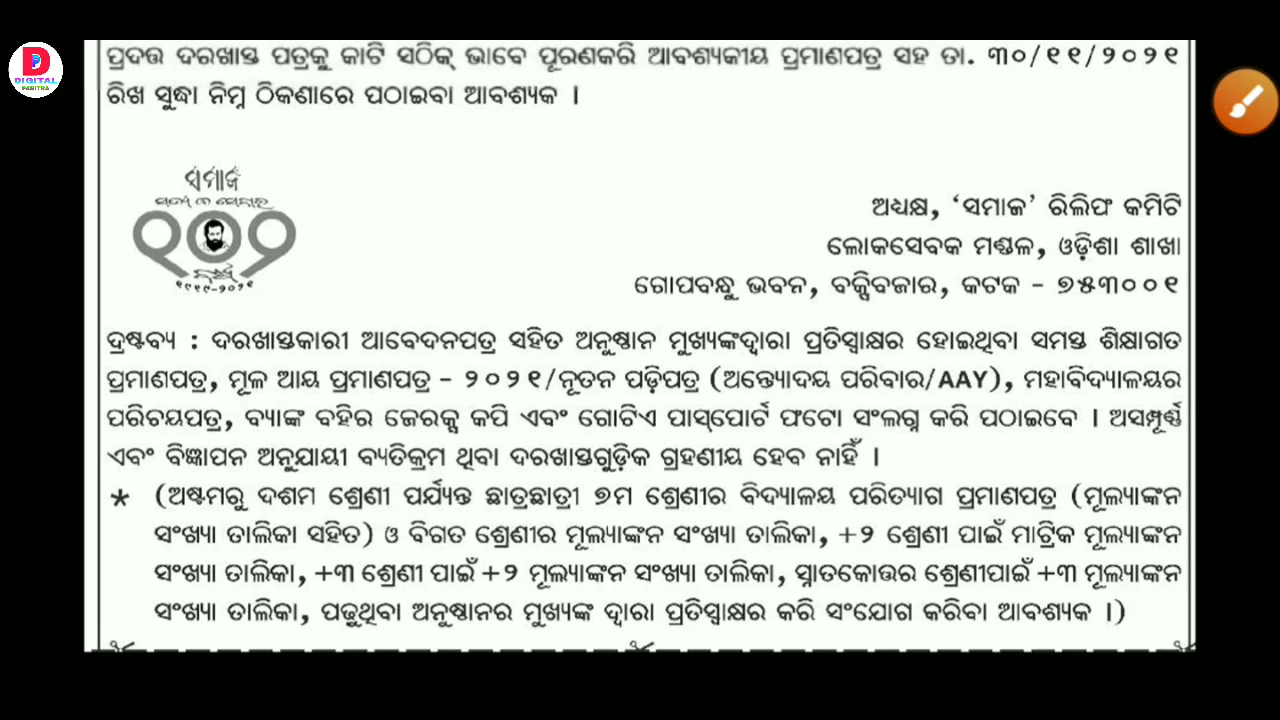 DIGITAL
PABITRA
ପ୍ରଦତ୍ତ ଦରଖାସ୍ତ ପତ୍ରକୁ କାଟି ସଠିକ୍ ଭାବେ ପୂରଣକରି ଆବଶ୍ୟକୀୟ ପ୍ରମାଣପତ୍ର ସହ ତା. ୩୦/୧୧/୨୦୨୧
ରିଖ ସୁଦ୍ଧା ନିମ୍ନ ଠିକଣାରେ ପଠାଇବା ଆବଶ୍ୟକ ।
ସମାଜ
୧୦୨
ବର୍ଷ
୧୯୧୯-୨୦୨୧
ଅଧ୍ୟକ୍ଷ, ‘ସମାଜ’ ରିଲିଫ କମିଟି
ଲୋକସେବକ ମଣ୍ଡଳ, ଓଡ଼ିଶା ଶାଖା
ଗୋପବନ୍ଧୁ ଭବନ, ବକ୍ସିବଜାର, କଟକ - ୭୫୩୦୦୧
ଦ୍ରଷ୍ଟବ୍ୟ : ଦରଖାସ୍ତକାରୀ ଆବେଦନପତ୍ର ସହିତ ଅନୁଷ୍ଠାନ ମୁଖ୍ୟଙ୍କଦ୍ୱାରା ପ୍ରତିସ୍ୱାକ୍ଷର ହୋଇଥିବା ସମସ୍ତ ଶିକ୍ଷାଗତ
ପ୍ରମାଣପତ୍ର, ମୂଳ ଆୟ ପ୍ରମାଣପତ୍ର - ୨୦୨୧/ନୂତନ ପଡ଼ିପତ୍ର (ଅନ୍ତ୍ୟୋଦୟ ପରିବାର/AAY), ମହାବିଦ୍ୟାଳୟର
ପରିଚୟପତ୍ର, ବ୍ୟାଙ୍କ ବହିର ଜେରକ୍ସ କପି ଏବଂ ଗୋଟିଏ ପାସ୍‌ପୋର୍ଟ ଫଟୋ ସଂଲଗ୍ନ କରି ପଠାଇବେ । ଅସମ୍ପୂର୍ଣ୍ଣ
ଏବଂ ବିଜ୍ଞାପନ ଅନୁଯାୟୀ ବ୍ୟତିକ୍ରମ ଥିବା ଦରଖାସ୍ତଗୁଡ଼ିକ ଗ୍ରହଣୀୟ ହେବ ନାହିଁ ।
* (ଅଷ୍ଟମରୁ ଦଶମ ଶ୍ରେଣୀ ପର୍ଯ୍ୟନ୍ତ ଛାତ୍ରଛାତ୍ରୀ ୭ମ ଶ୍ରେଣୀର ବିଦ୍ୟାଳୟ ପରିତ୍ୟାଗ ପ୍ରମାଣପତ୍ର (ମୂଲ୍ୟାଙ୍କନ
ସଂଖ୍ୟା ତାଲିକା ସହିତ) ଓ ବିଗତ ଶ୍ରେଣୀର ମୂଲ୍ୟାଙ୍କନ ସଂଖ୍ୟା ତାଲିକା, +୨ ଶ୍ରେଣୀ ପାଇଁ ମାଟ୍ରିକ ମୂଲ୍ୟାଙ୍କନ
ସଂଖ୍ୟା ତାଲିକା, +୩ ଶ୍ରେଣୀ ପାଇଁ +୨ ମୂଲ୍ୟାଙ୍କନ ସଂଖ୍ୟା ତାଲିକା, ସ୍ନାତକୋତ୍ତର ଶ୍ରେଣୀପାଇଁ +୩ ମୂଲ୍ୟାଙ୍କନ
ସଂଖ୍ୟା ତାଲିକା, ପଢୁଥିବା ଅନୁଷ୍ଠାନର ମୁଖ୍ୟଙ୍କ ଦ୍ୱାରା ପ୍ରତିସ୍ୱାକ୍ଷର କରି ସଂଯୋଗ କରିବା ଆବଶ୍ୟକ ।)